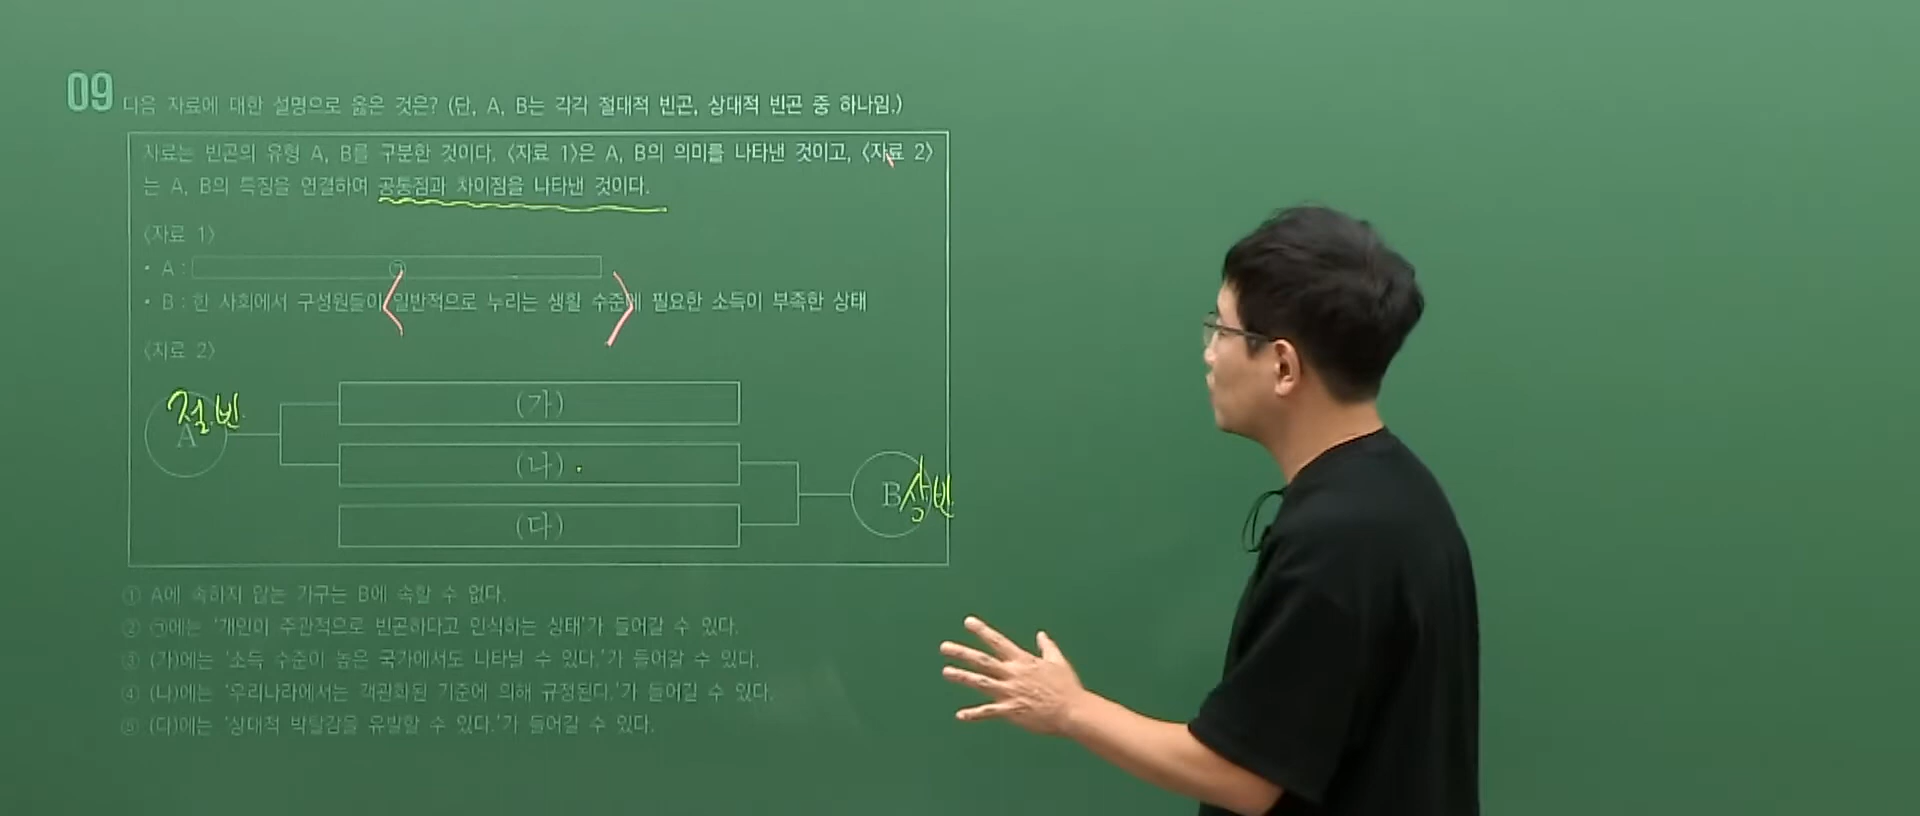 09 다음 자료에 대한 설명으로 옳은 것은? (단, A, B는 각각 절대적 빈곤, 상대적 빈곤 중 하나임.)
자료는 빈곤의 유형 A, B를 구분한 것이다. 〈자료 1〉은 A, B의 의미를 나타낸 것이고, 〈자료 2〉
는 A, B의 특징을 연결하여 공통점과 차이점을 나타낸 것이다.
〈자료 1〉
• A : ㉠
• B : 한 사회에서 구성원들이 일반적으로 누리는 생활 수준에 필요한 소득이 부족한 상태
〈자료 2〉
(가)
절.빈.
A
(나)
B 상빈.
(다)
① A에 속하지 않는 가구는 B에 속할 수 없다.
② ㉠에는 '개인이 주관적으로 빈곤하다고 인식하는 상태'가 들어갈 수 있다.
③ (가)에는 '소득 수준이 높은 국가에서도 나타날 수 있다.'가 들어갈 수 있다.
④ (나)에는 '우리나라에서는 객관화된 기준에 의해 규정된다.'가 들어갈 수 있다.
⑤ (다)에는 '상대적 박탈감을 유발할 수 있다.'가 들어갈 수 있다.